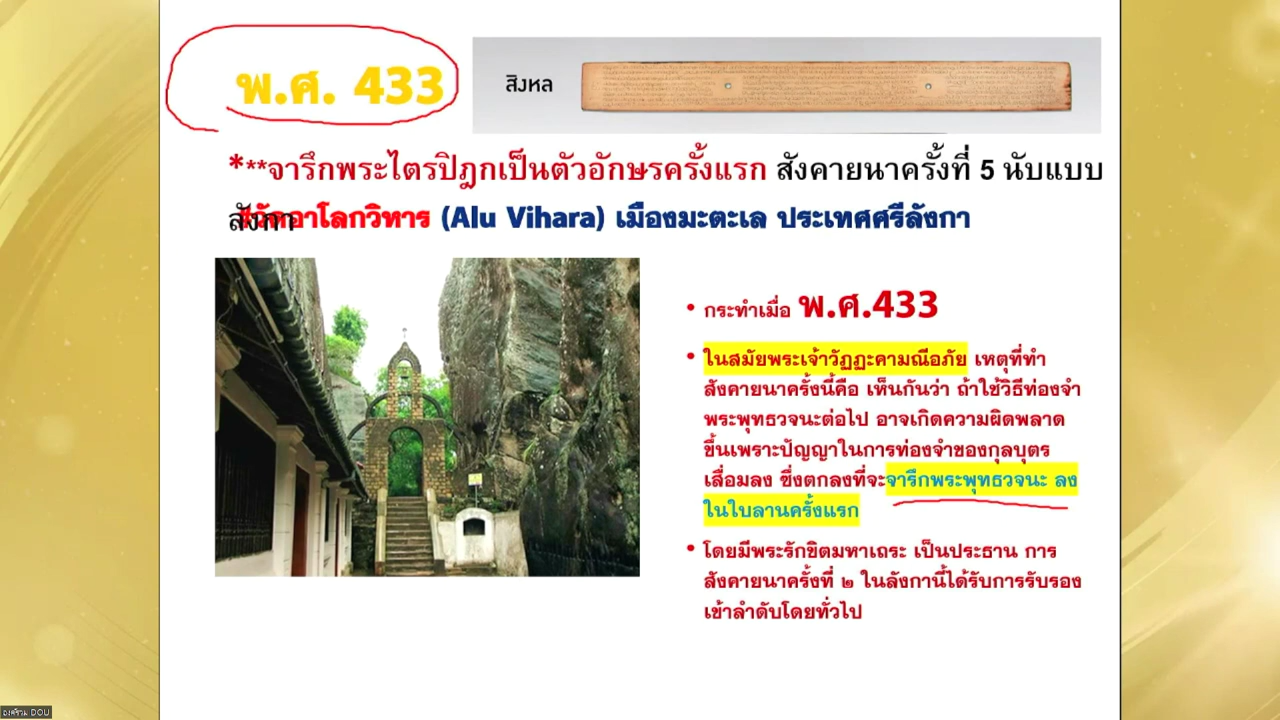 พ.ศ. 433
สิงหล
***จารึกพระไตรปิฎกเป็นตัวอักษรครั้งแรก สังคายนาครั้งที่ 5 นับแบบ
สังกา
วัดอาโลกวิหาร (Alu Vihara) เมืองมะตะเล ประเทศศรีลังกา
• กระทำเมื่อ พ.ศ.433
• ในสมัยพระเจ้าวัฏฏะคามณีอภัย เหตุที่ทำ
สังคายนาครั้งนี้คือ เห็นกันว่า ถ้าใช้วิธีท่องจำ
พระพุทธวจนะต่อไป อาจเกิดความผิดพลาด
ขึ้นเพราะปัญญาในการท่องจำของกุลบุตร
เสื่อมลง ซึ่งตกลงที่จะจารึกพระพุทธวจนะ ลง
ในใบลานครั้งแรก
• โดยมีพระรักขิตมหาเถระ เป็นประธาน การ
สังคายนาครั้งที่ ๒ ในลังกานี้ได้รับการรับรอง
เข้าลำดับโดยทั่วไป